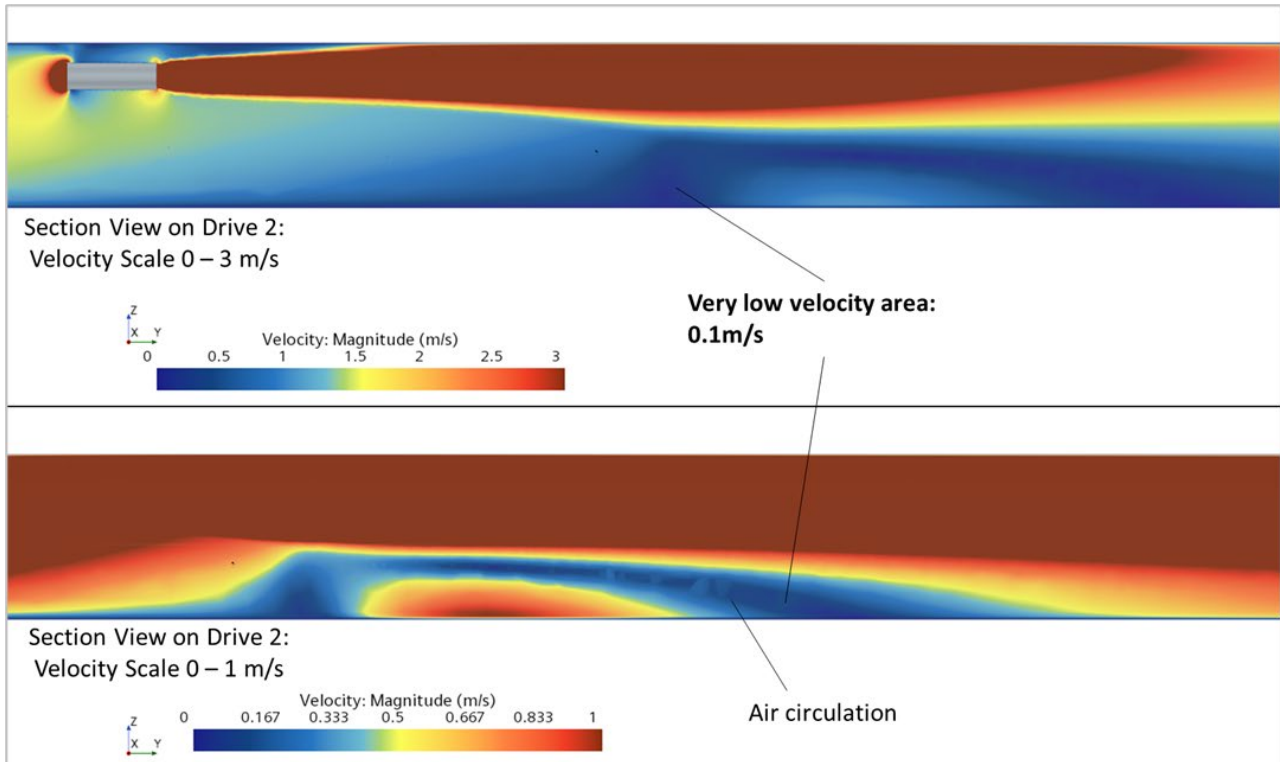 Section View on Drive 2:
Velocity Scale 0 – 3 m/s
Very low velocity area:
0.1m/s
Z
X Y
Velocity: Magnitude (m/s)
0 0.5 1 1.5 2 2.5 3
Section View on Drive 2:
Velocity Scale 0 – 1 m/s
Air circulation
Z
X Y
Velocity: Magnitude (m/s)
0 0.167 0.333 0.5 0.667 0.833 1